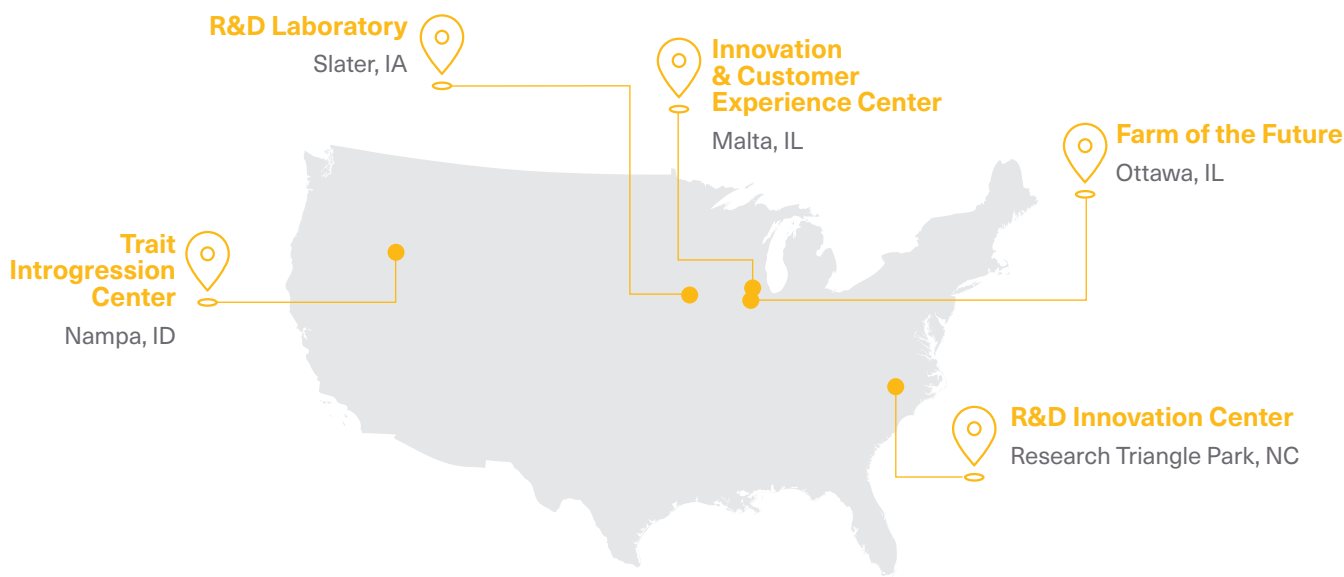 R&D Laboratory
Slater, IA
Innovation
& Customer
Experience Center
Malta, IL
Farm of the Future
Ottawa, IL
Trait
Introgression
Center
Nampa, ID
R&D Innovation Center
Research Triangle Park, NC